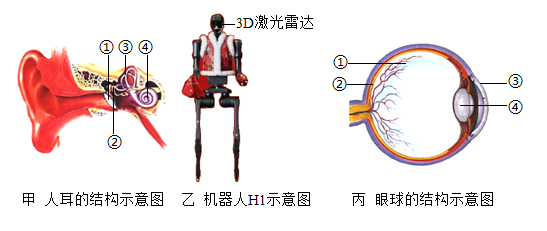 ① ③ ④
②
3D激光雷达
①
②
③
④
甲 人耳的结构示意图
乙 机器人H1示意图
丙 眼球的结构示意图